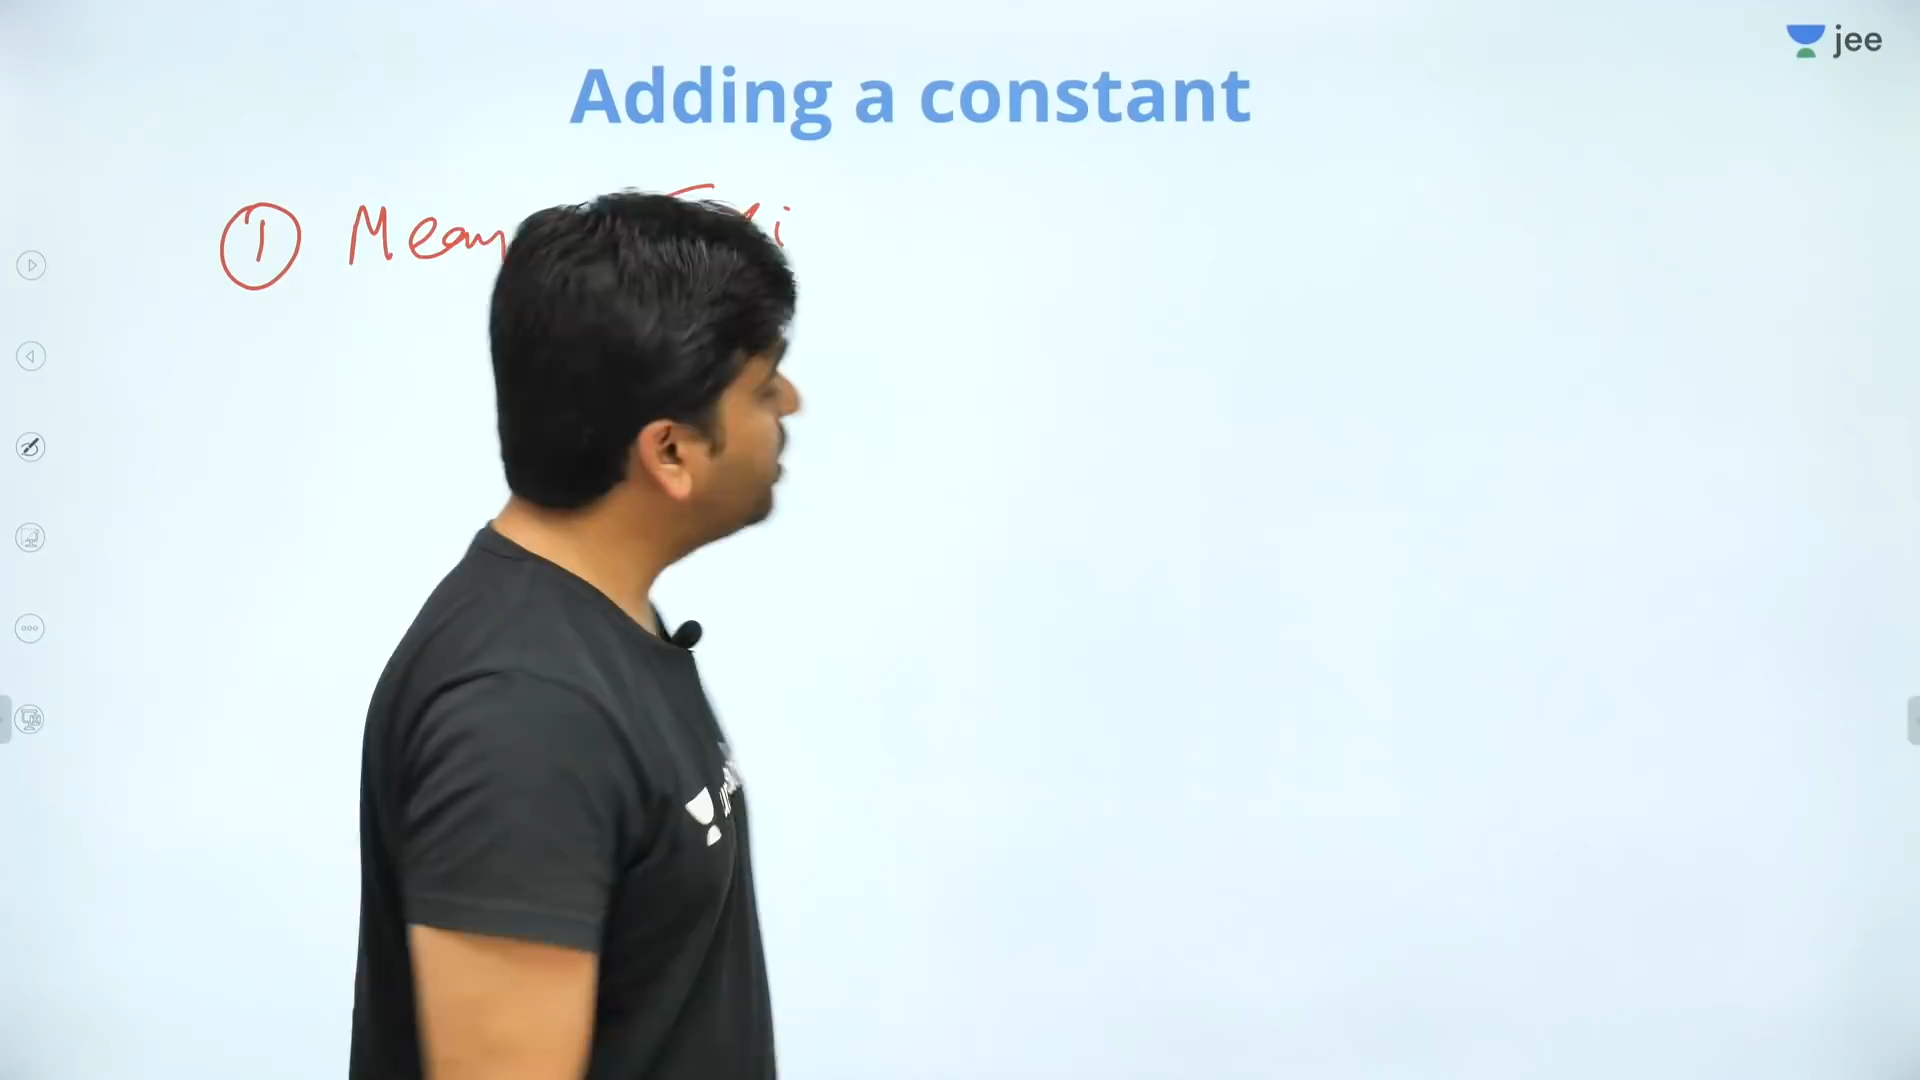 jee
Adding a constant
① Mean